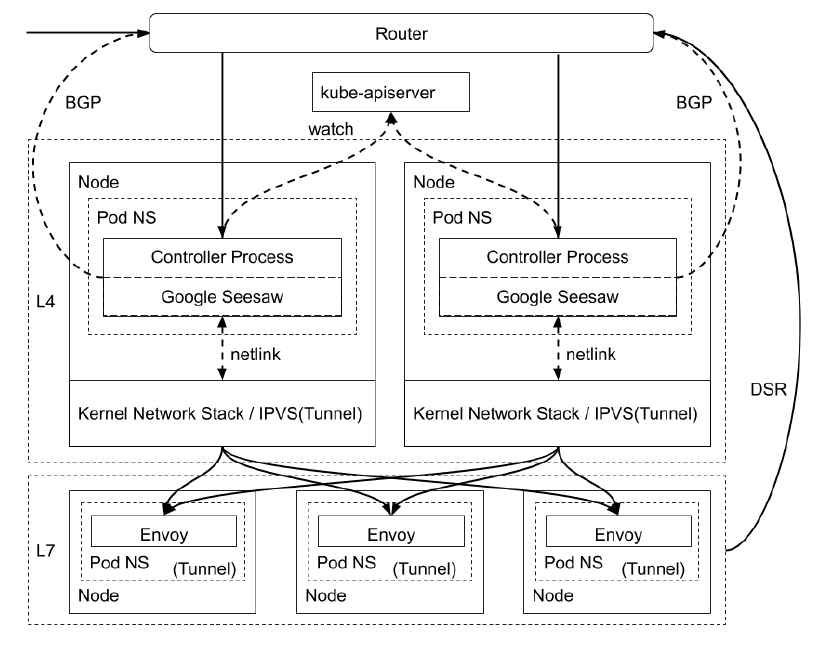 Router
kube-apiserver
BGP
BGP
watch
Node
Node
Pod NS
Pod NS
Controller Process
Controller Process
Google Seesaw
Google Seesaw
L4
netlink
netlink
DSR
Kernel Network Stack / IPVS(Tunnel)
Kernel Network Stack / IPVS(Tunnel)
L7
Envoy
Envoy
Envoy
Pod NS
(Tunnel)
Pod NS
(Tunnel)
Pod NS
(Tunnel)
Node
Node
Node